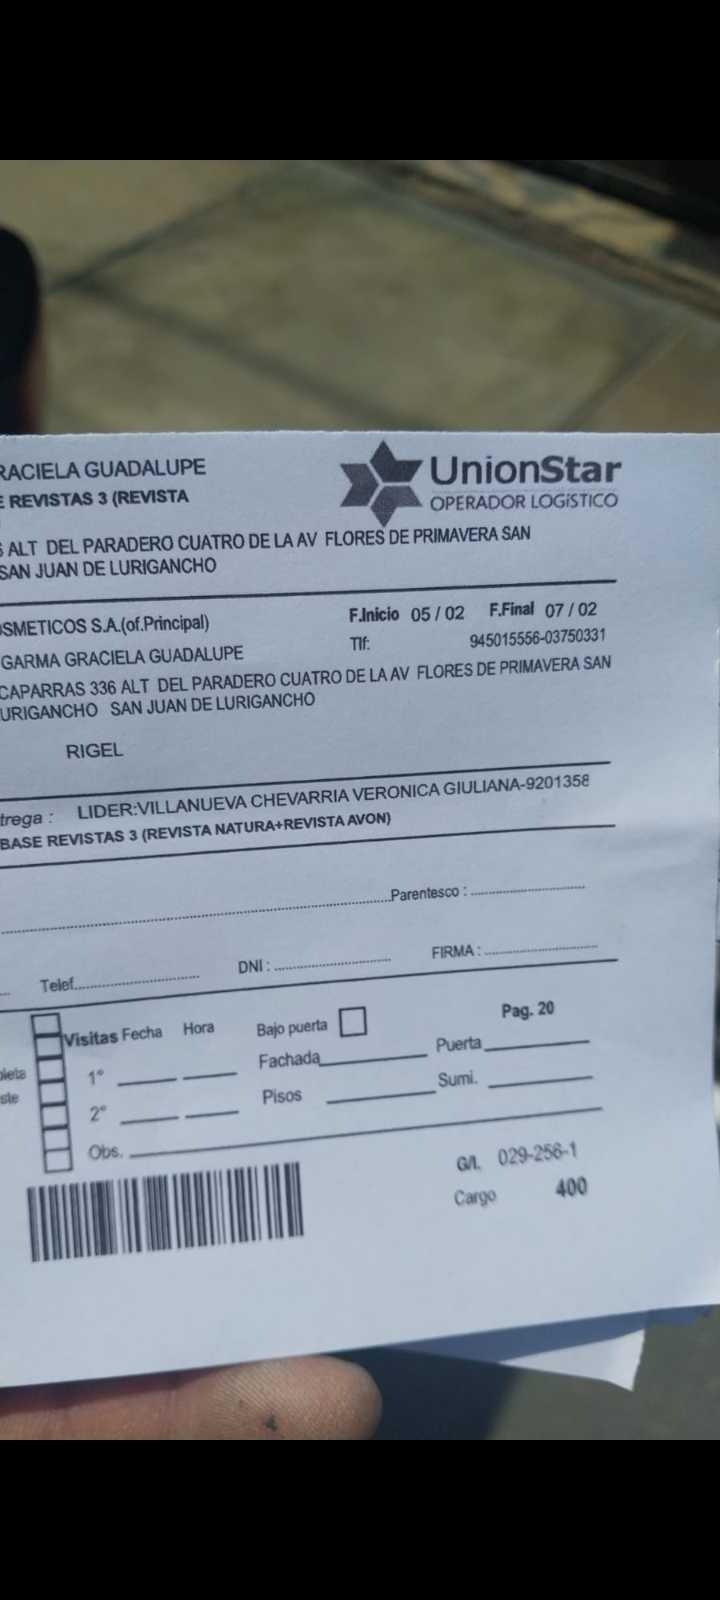 RACIELA GUADALUPE
UnionStar
OPERADOR LOGíSTICO
E REVISTAS 3 (REVISTA
6 ALT DEL PARADERO CUATRO DE LA AV FLORES DE PRIMAVERA SAN
SAN JUAN DE LURIGANCHO
OSMETICOS S.A.(of.Principal)
F.Inicio 05 / 02 F.Final 07 / 02
GARMA GRACIELA GUADALUPE
Tlf: 945015556-03750331
CAPARRAS 336 ALT DEL PARADERO CUATRO DE LA AV FLORES DE PRIMAVERA SAN
URIGANCHO SAN JUAN DE LURIGANCHO
RIGEL
trega : LIDER:VILLANUEVA CHEVARRIA VERONICA GIULIANA-9201358
BASE REVISTAS 3 (REVISTA NATURA+REVISTA AVON)
Parentesco :
Telef. DNI : FIRMA :
Visitas Fecha Hora Bajo puerta Pag. 20
pleta 1° Fachada Puerta
ste 2° Pisos Sumi.
Obs.
G/I. 029-256-1
Cargo 400